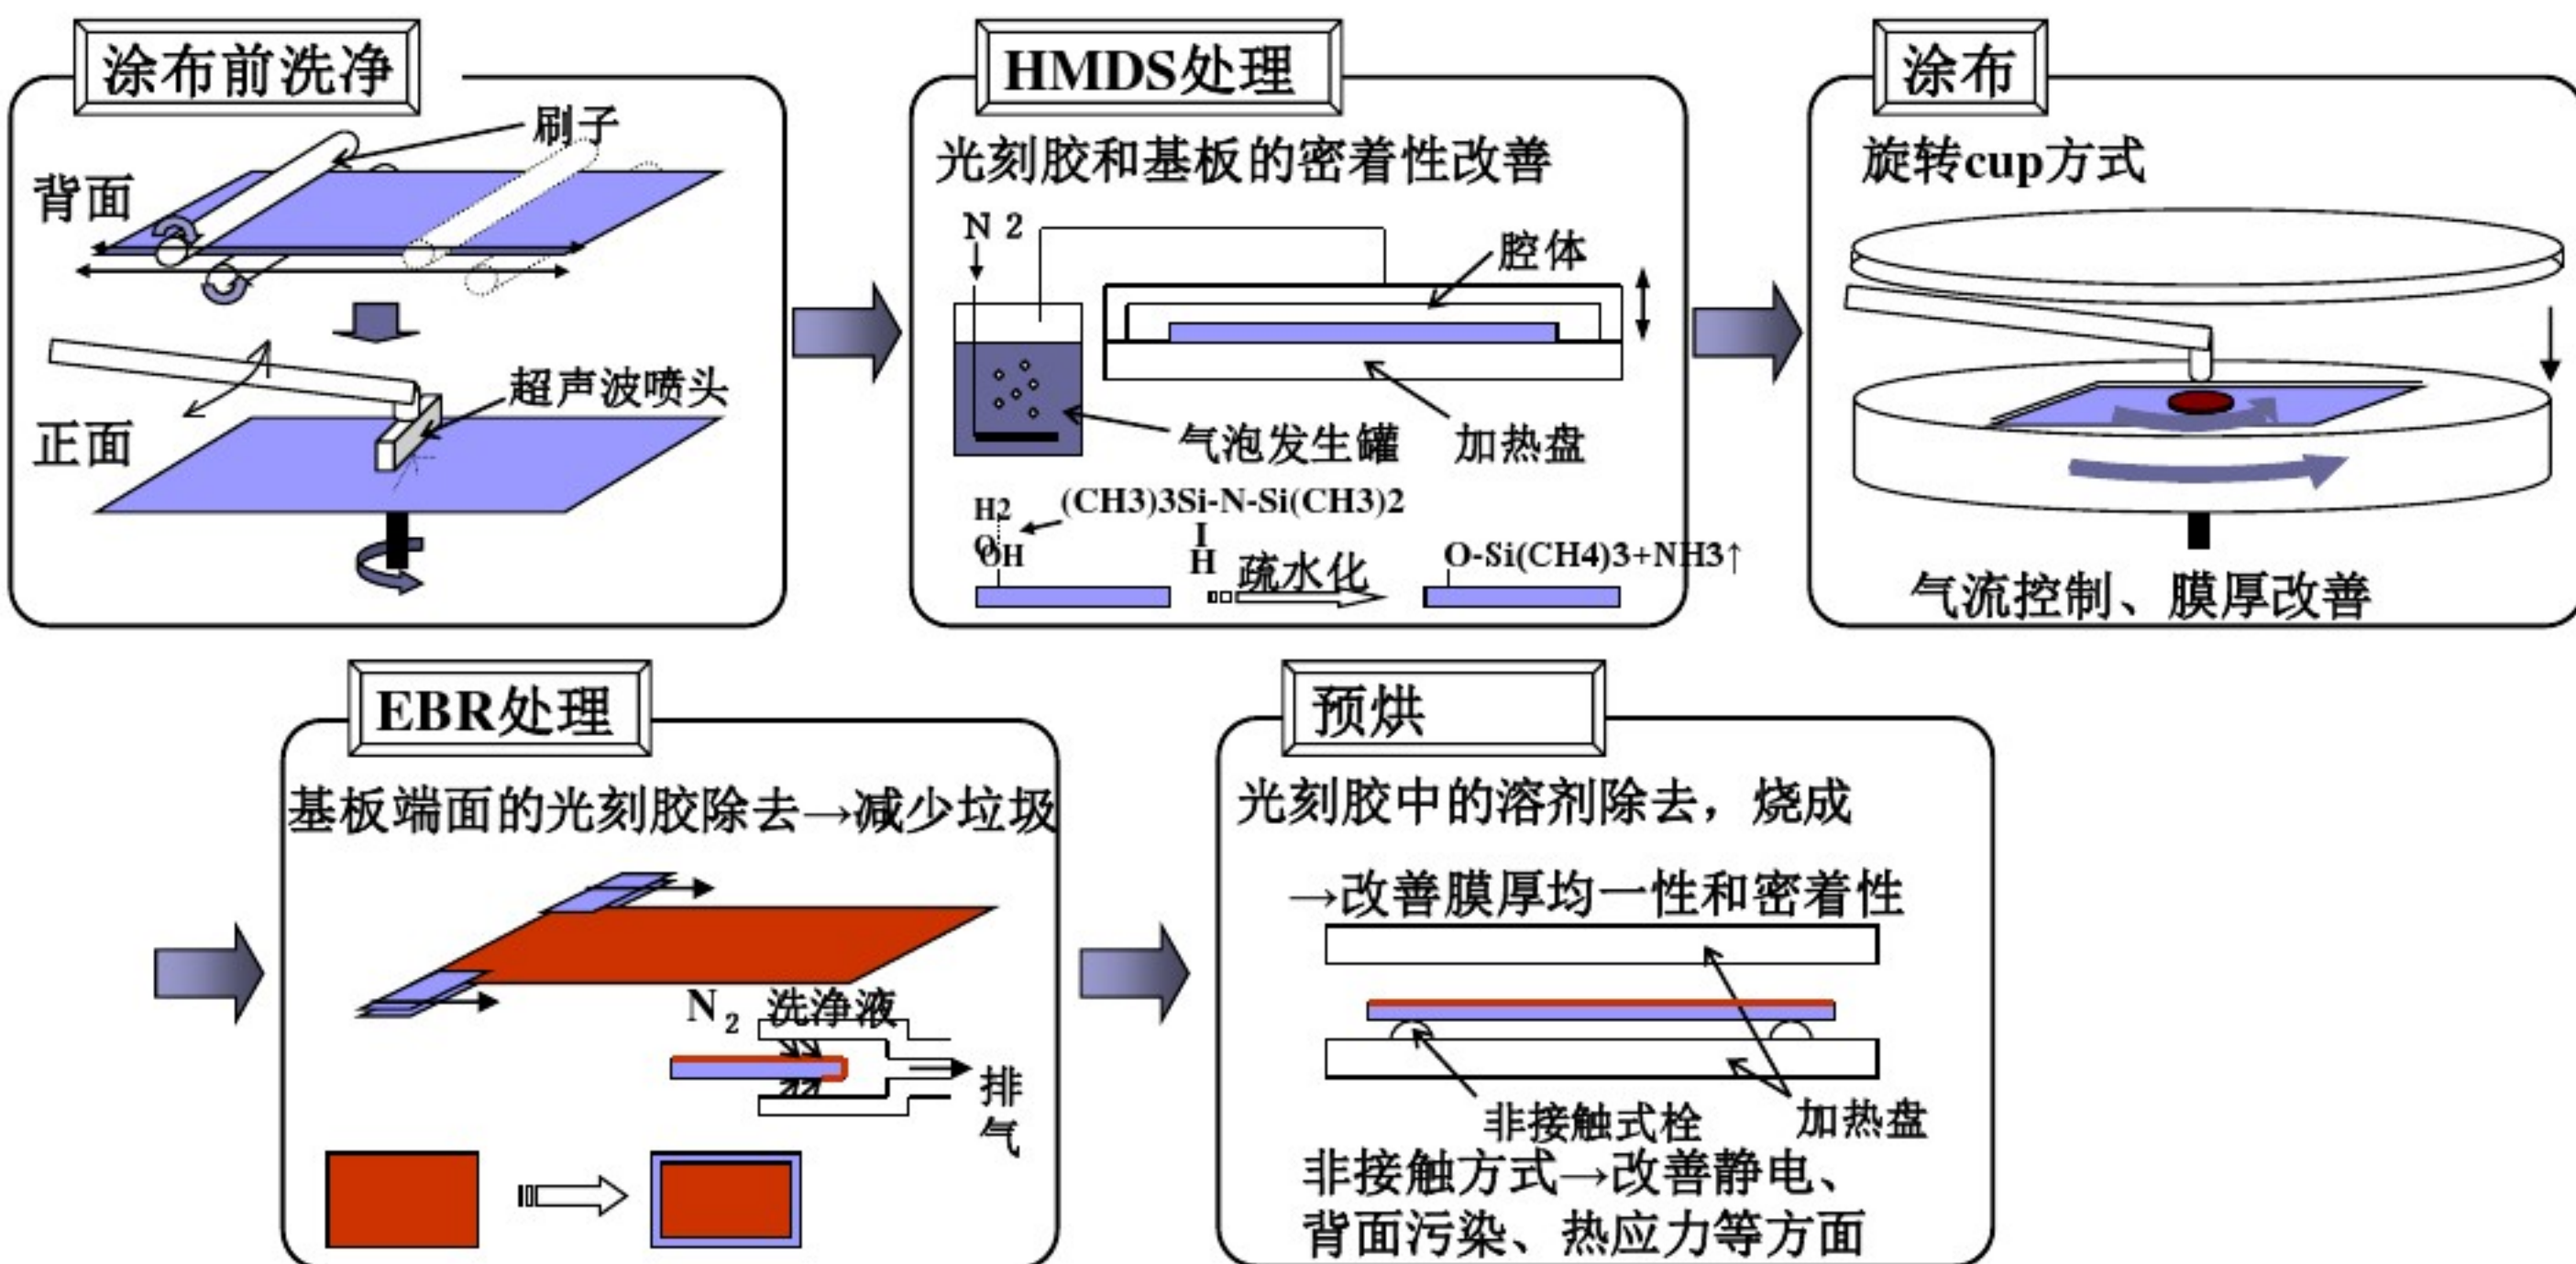 涂布前洗净
刷子
背面
超声波喷头
正面
HMDS处理
光刻胶和基板的密着性改善
N 2
腔体
气泡发生罐
加热盘
H2
O
OH
(CH3)3Si-N-Si(CH3)2
I
H
疏水化
O-Si(CH4)3+NH3↑
涂布
旋转cup方式
气流控制、膜厚改善
EBR处理
基板端面的光刻胶除去→减少垃圾
N2 洗净液
排
气
预烘
光刻胶中的溶剂除去，烧成
→改善膜厚均一性和密着性
非接触式栓
加热盘
非接触方式→改善静电、
背面污染、热应力等方面